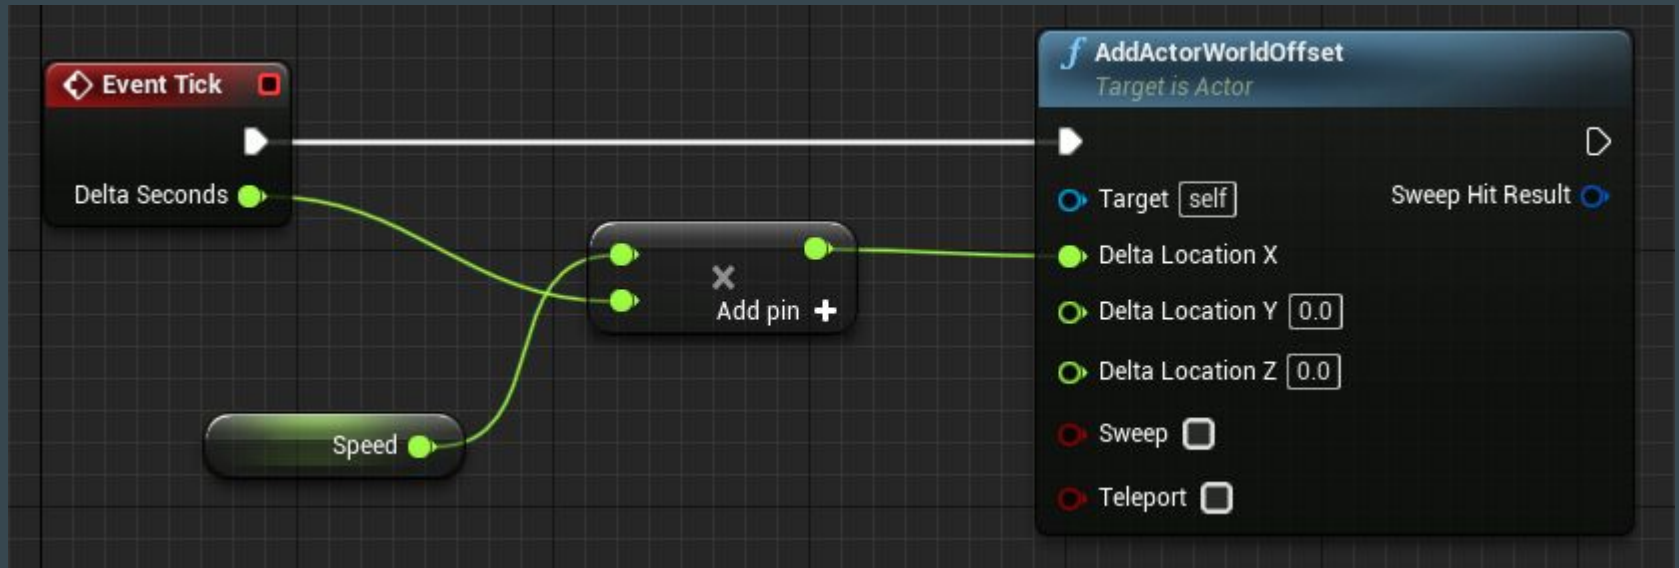 Event Tick
Delta Seconds
Speed
Add pin
f AddActorWorldOffset
Target is Actor
Target self
Sweep Hit Result
Delta Location X
Delta Location Y 0.0
Delta Location Z 0.0
Sweep
Teleport